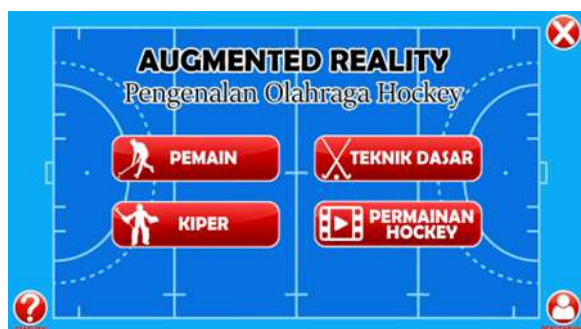 AUGMENTED REALITY
Pengenalan Olahraga Hockey
PEMAIN
TEKNIK DASAR
KIPER
PERMAINAN
HOCKEY
?